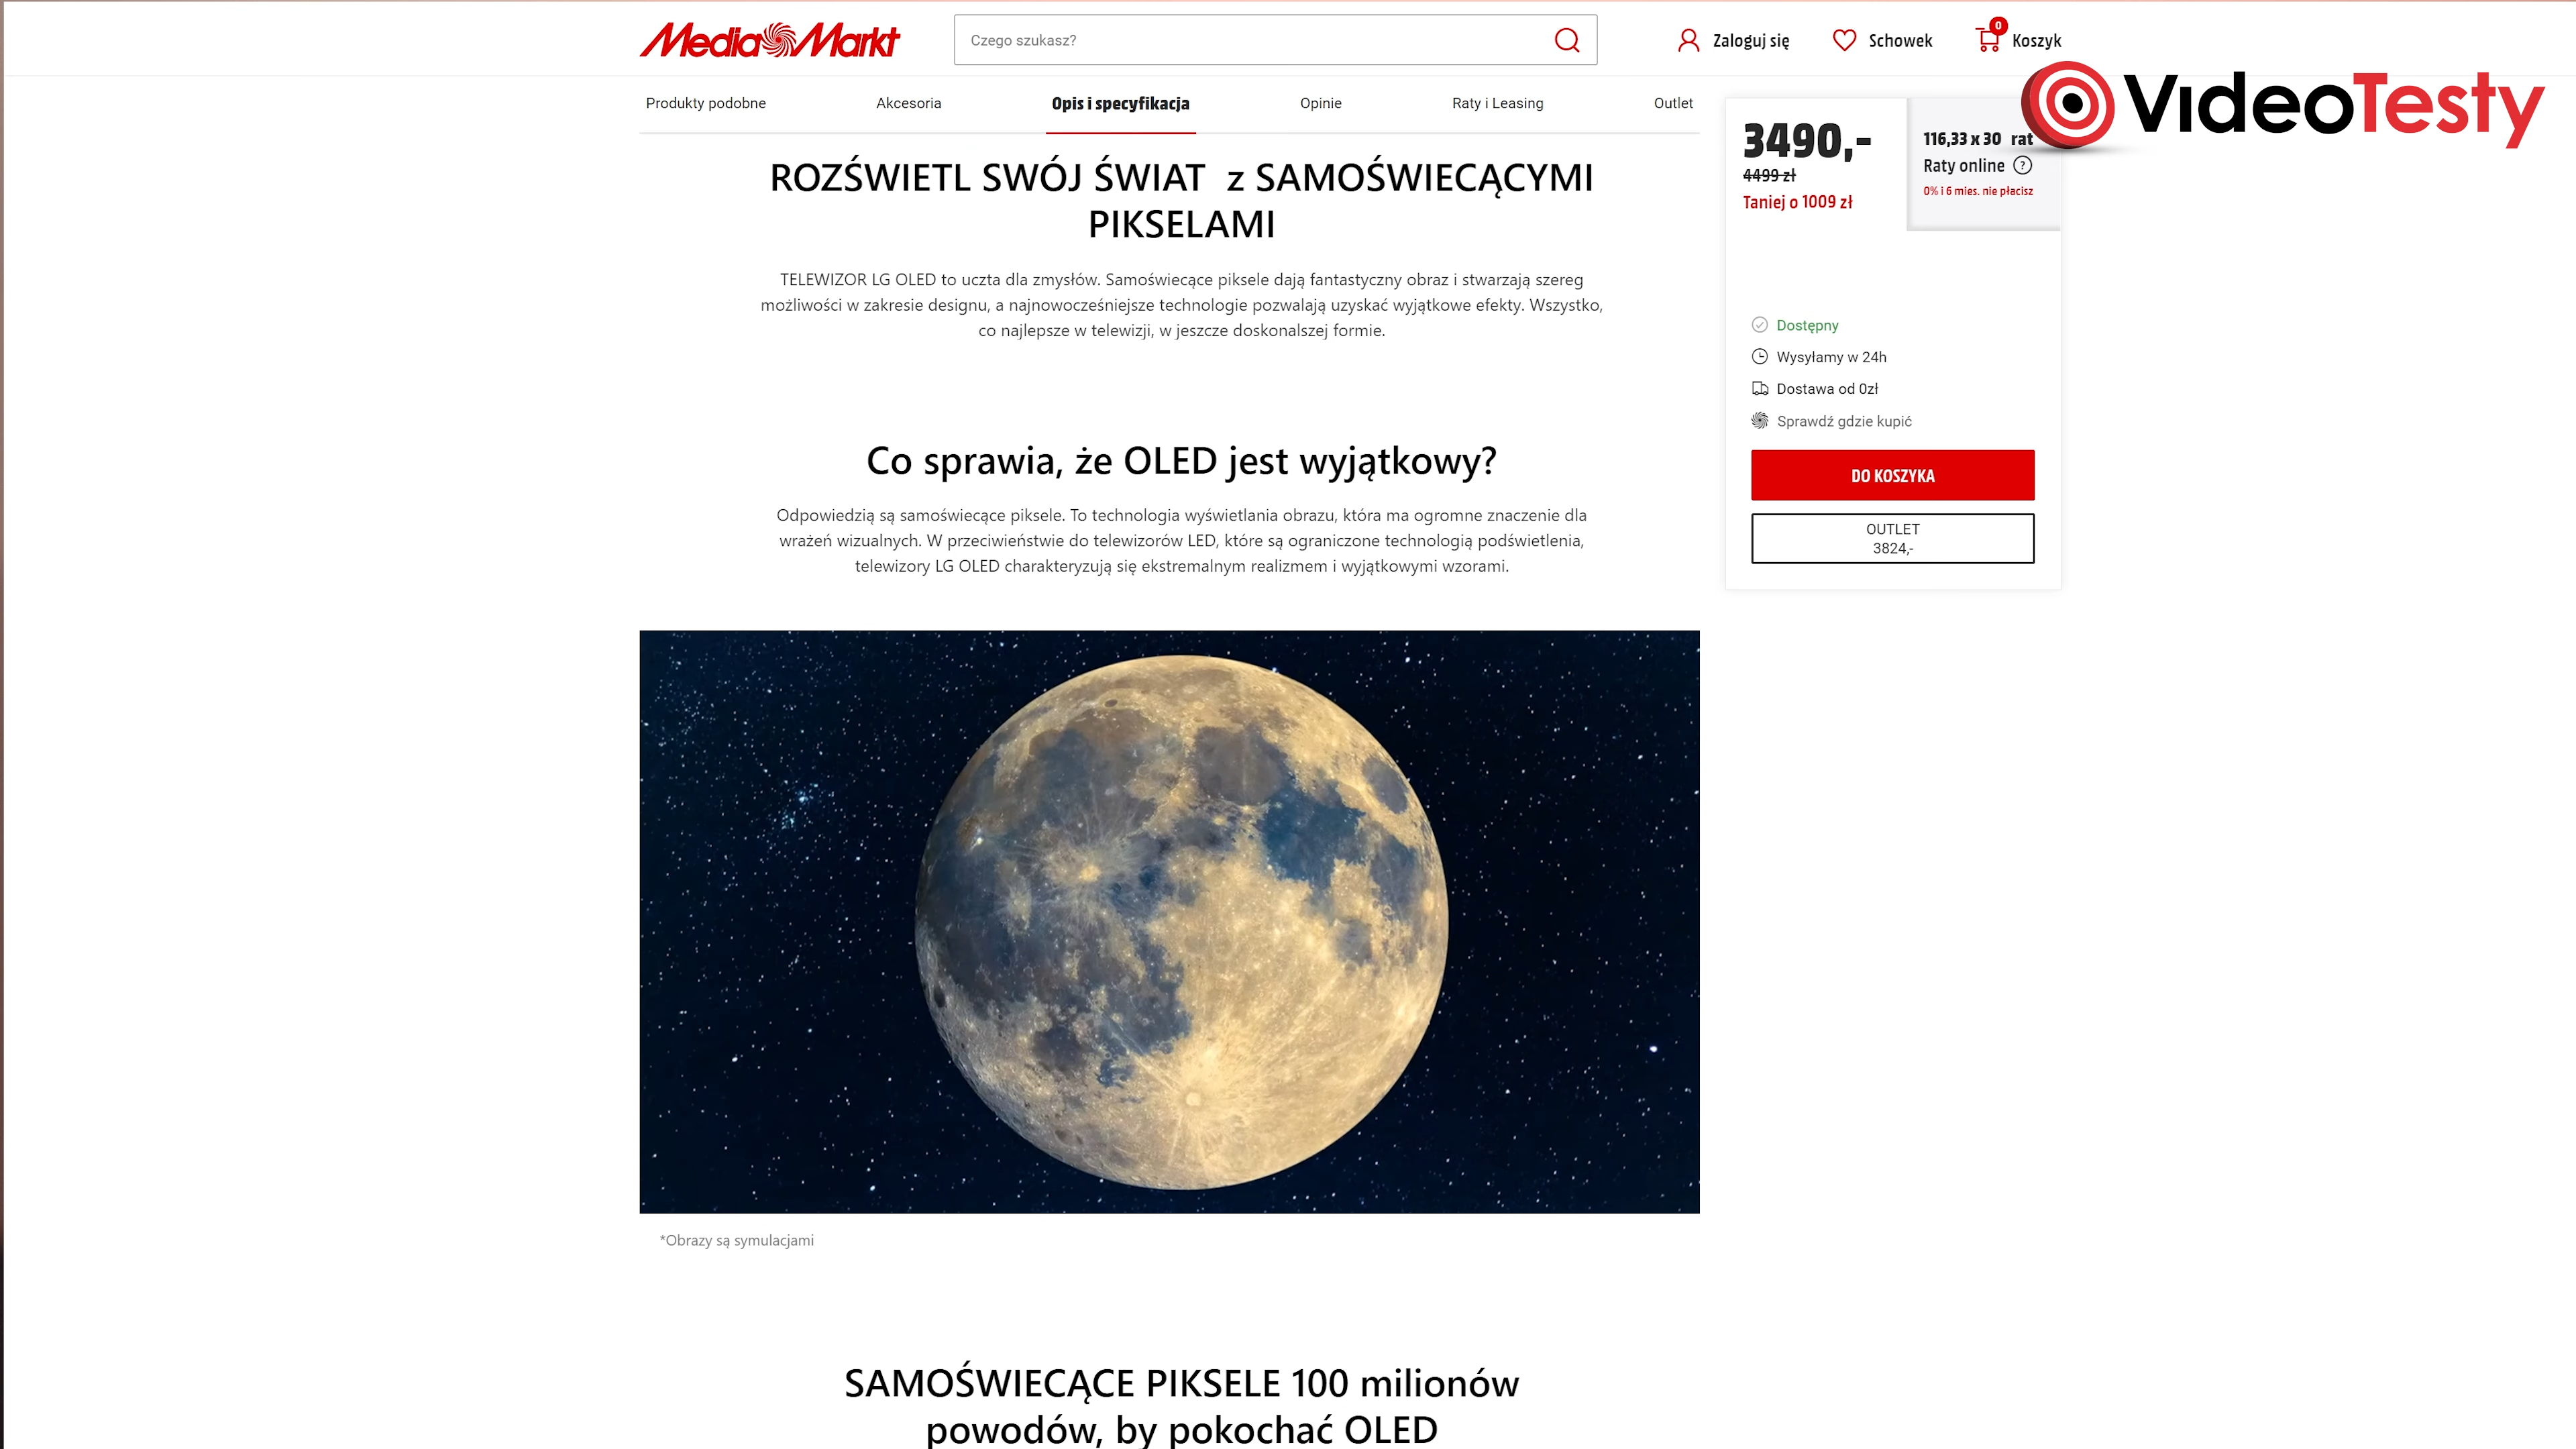 MediaMarkt
Czego szukasz?
Zaloguj się
Schowek
0
Koszyk
VideoTesty
Produkty podobne
Akcesoria
Opis i specyfikacja
Opinie
Raty i Leasing
Outlet
ROZŚWIETL SWÓJ ŚWIAT z SAMOŚWIECĄCYMI
PIKSELAMI
TELEWIZOR LG OLED to uczta dla zmysłów. Samoświecące piksele dają fantastyczny obraz i stwarzają szereg
możliwości w zakresie designu, a najnowocześniejsze technologie pozwalają uzyskać wyjątkowe efekty. Wszystko,
co najlepsze w telewizji, w jeszcze doskonalszej formie.
Co sprawia, że OLED jest wyjątkowy?
Odpowiedzią są samoświecące piksele. To technologia wyświetlania obrazu, która ma ogromne znaczenie dla
wrażeń wizualnych. W przeciwieństwie do telewizorów LED, które są ograniczone technologią podświetlenia,
telewizory LG OLED charakteryzują się ekstremalnym realizmem i wyjątkowymi wzorami.
*Obrazy są symulacjami
SAMOŚWIECĄCE PIKSELE 100 milionów
powodów, by pokochać OLED
3490,-
4499 zł
Taniej o 1009 zł
116,33 x 30 rat
Raty online ?
0% i 6 mies. nie płacisz
Dostępny
Wysyłamy w 24h
Dostawa od 0zł
Sprawdź gdzie kupić
DO KOSZYKA
OUTLET
3824,-